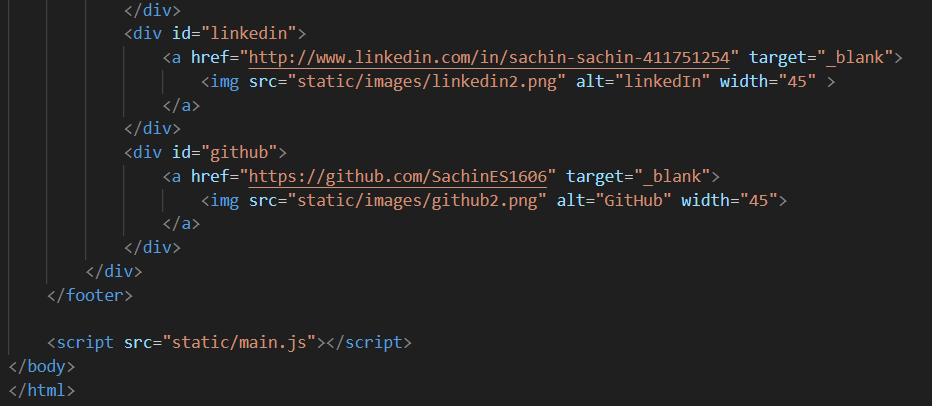 </div>
<div id="linkedin">
<a href="http://www.linkedin.com/in/sachin-sachin-411751254" target="_blank">
<img src="static/images/linkedin2.png" alt="linkedIn" width="45" >
</a>
</div>
<div id="github">
<a href="https://github.com/SachinES1606" target="_blank">
<img src="static/images/github2.png" alt="GitHub" width="45">
</a>
</div>
</div>
</footer>
<script src="static/main.js"></script>
</body>
</html>